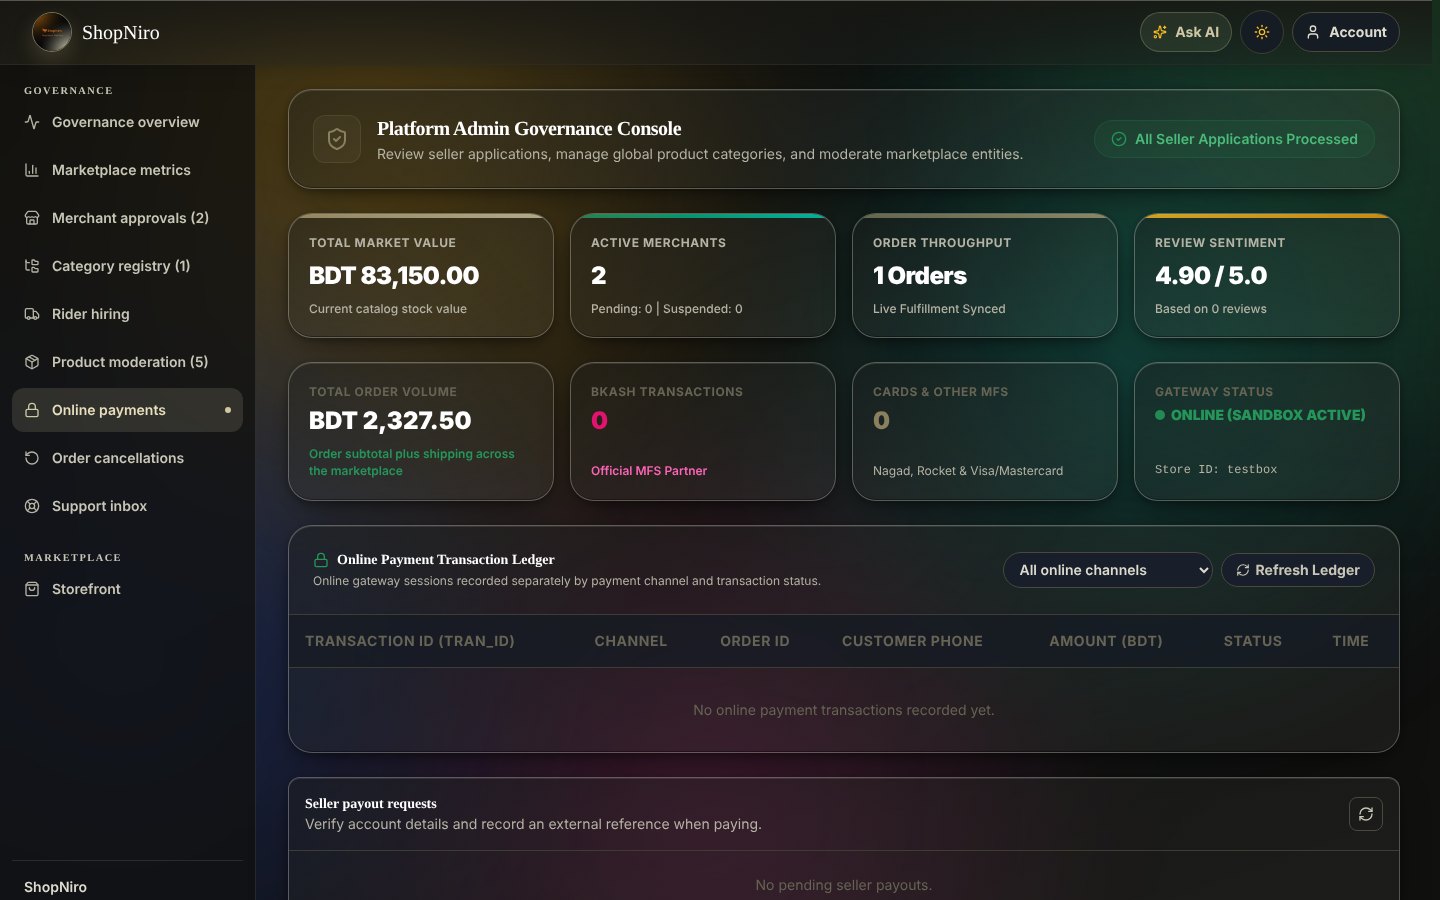 ShopNiro
Ask AI
Account
GOVERNANCE
Governance overview
Marketplace metrics
Merchant approvals (2)
Category registry (1)
Rider hiring
Product moderation (5)
Online payments
Order cancellations
Support inbox
MARKETPLACE
Storefront
ShopNiro
Platform Admin Governance Console
Review seller applications, manage global product categories, and moderate marketplace entities.
All Seller Applications Processed
TOTAL MARKET VALUE
BDT 83,150.00
Current catalog stock value
ACTIVE MERCHANTS
2
Pending: 0 | Suspended: 0
ORDER THROUGHPUT
1 Orders
Live Fulfillment Synced
REVIEW SENTIMENT
4.90 / 5.0
Based on 0 reviews
TOTAL ORDER VOLUME
BDT 2,327.50
Order subtotal plus shipping across
the marketplace
BKASH TRANSACTIONS
0
Official MFS Partner
CARDS & OTHER MFS
0
Nagad, Rocket & Visa/Mastercard
GATEWAY STATUS
ONLINE (SANDBOX ACTIVE)
Store ID: testbox
Online Payment Transaction Ledger
Online gateway sessions recorded separately by payment channel and transaction status.
All online channels
Refresh Ledger
TRANSACTION ID (TRAN_ID) CHANNEL ORDER ID CUSTOMER PHONE AMOUNT (BDT) STATUS TIME
No online payment transactions recorded yet.
Seller payout requests
Verify account details and record an external reference when paying.
No pending seller payouts.